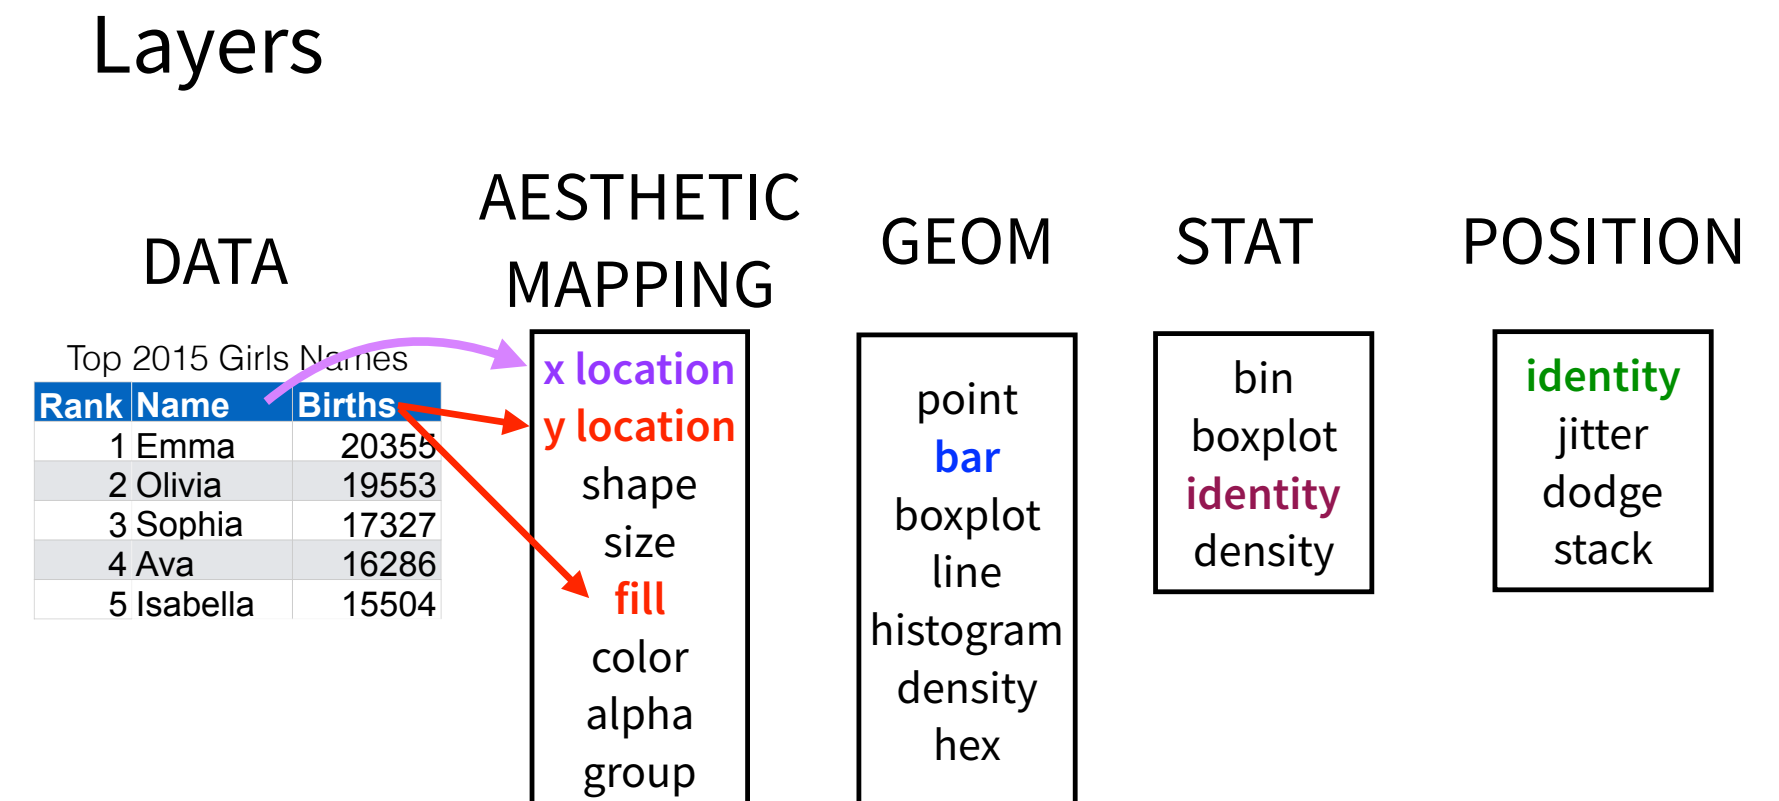 Layers
DATA
Top 2015 Girls Names
Rank Name Births
1 Emma 20355
2 Olivia 19553
3 Sophia 17327
4 Ava 16286
5 Isabella 15504
AESTHETIC
MAPPING
x location
y location
shape
size
fill
color
alpha
group
GEOM
point
bar
boxplot
line
histogram
density
hex
STAT
bin
boxplot
identity
density
POSITION
identity
jitter
dodge
stack